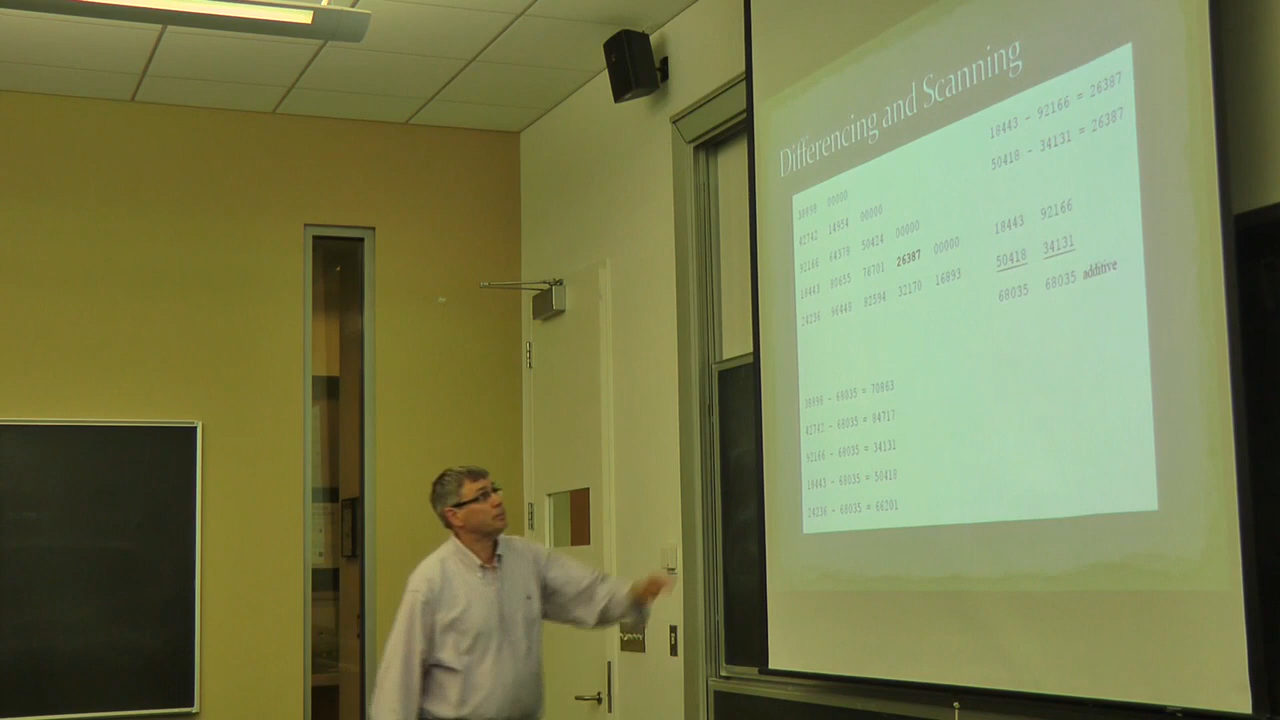 Differencing and Scanning
18443 - 92166 = 26387
50418 - 34131 = 26387
38898 00000
42742 14954 00000
92166 64378 50424 00000
18443 80655 76701 26387 00000
24236 96448 82594 32170 16893
18443 92166
50418 34131
68035 68035 additive
38898 - 68035 = 70863
42742 - 68035 = 84717
92166 - 68035 = 34131
18443 - 68035 = 50418
24236 - 68035 = 66201